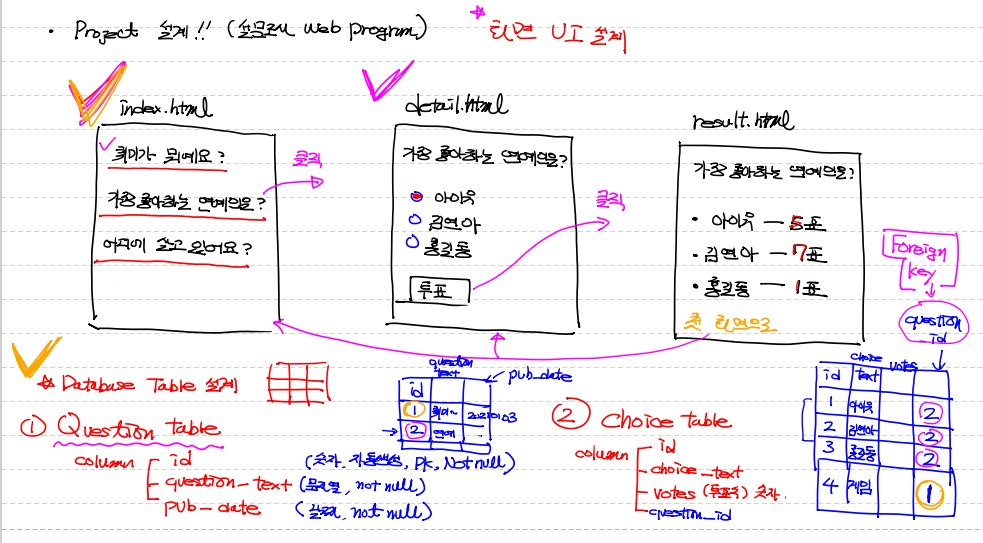 · Project 설계!! (설문조사 web program)
* 화면 UI 설계
index.html
취미가 뭐예요?
가장 좋아하는 연예인은?
어디에 살고 있어요?
클릭
detail.html
가장 좋아하는 연예인은?
아이유
김연아
홍길동
투표
클릭
result.html
가장 좋아하는 연예인은?
· 아이유 — 5표
· 김연아 — 7표
· 홍길동 — 1표
첫 화면으로
Foreign
key
question
_id
* Database Table 설계
question
text
pub_date
id
1 취미~
2 연예
① Question table
column
id
(숫자, 자동생성, PK, Not null)
question_text (문자열, not null)
pub_date (날짜, not null)
② Choice Table
column
id
choice_text
votes (투표수) 숫자.
question_id
choice
id text votes
1 아이유 2
2 김연아 2
3 홍길동 2
4 게임 1